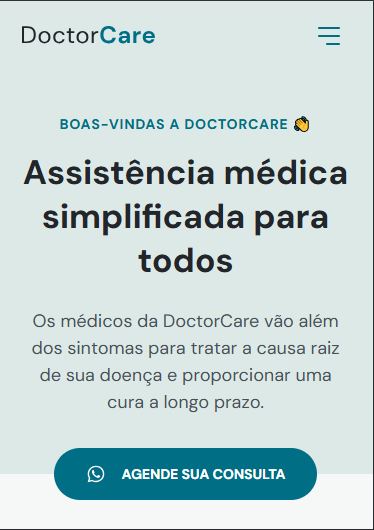 DoctorCare
BOAS-VINDAS A DOCTORCARE 👋
Assistência médica
simplificada para
todos
Os médicos da DoctorCare vão além
dos sintomas para tratar a causa raiz
de sua doença e proporcionar uma
cura a longo prazo.
AGENDE SUA CONSULTA